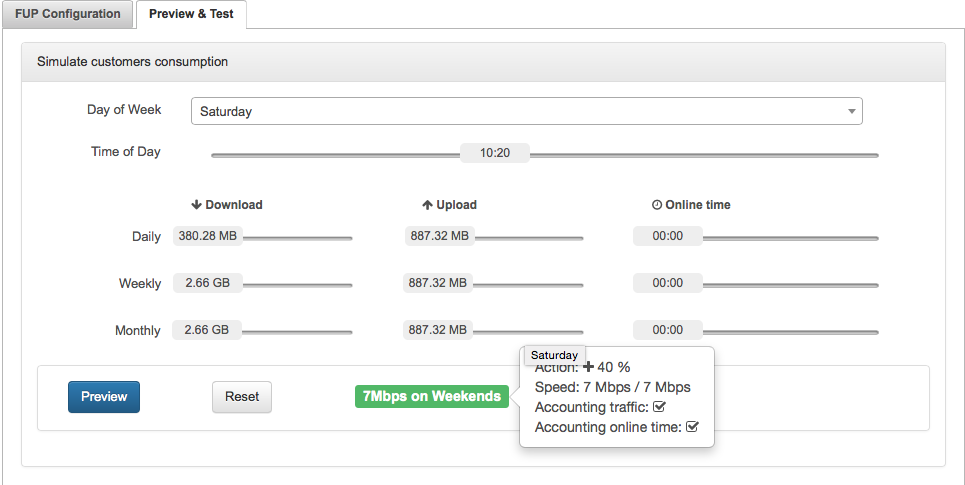 FUP Configuration
Preview & Test
Simulate customers consumption
Day of Week
Saturday
Time of Day
10:20
Download Upload Online time
Daily 380.28 MB 887.32 MB 00:00
Weekly 2.66 GB 887.32 MB 00:00
Monthly 2.66 GB 887.32 MB 00:00
Saturday
Action: + 40 %
Speed: 7 Mbps / 7 Mbps
Preview Reset 7Mbps on Weekends
Accounting traffic:
Accounting online time: